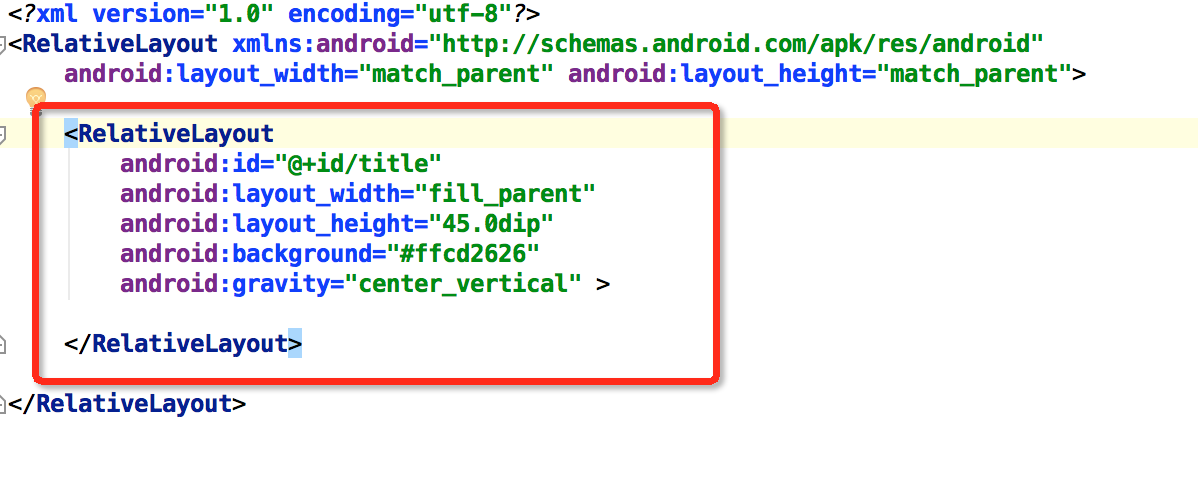 <?xml version="1.0" encoding="utf-8"?>
<RelativeLayout xmlns:android="http://schemas.android.com/apk/res/android"
    android:layout_width="match_parent" android:layout_height="match_parent">
    <RelativeLayout
        android:id="@+id/title"
        android:layout_width="fill_parent"
        android:layout_height="45.0dip"
        android:background="#ffcd2626"
        android:gravity="center_vertical" >
    </RelativeLayout>
</RelativeLayout>